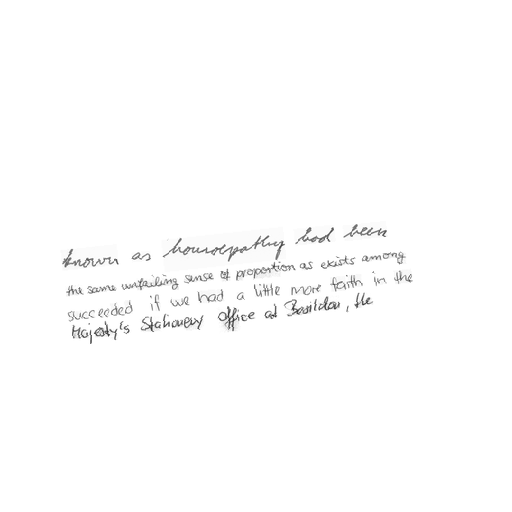 known as homoepathy had been
the same unfailing sense of proportion as exists among
succeeded if we had a little more faith in the
Majesty's Stationery Office at Basildon, the